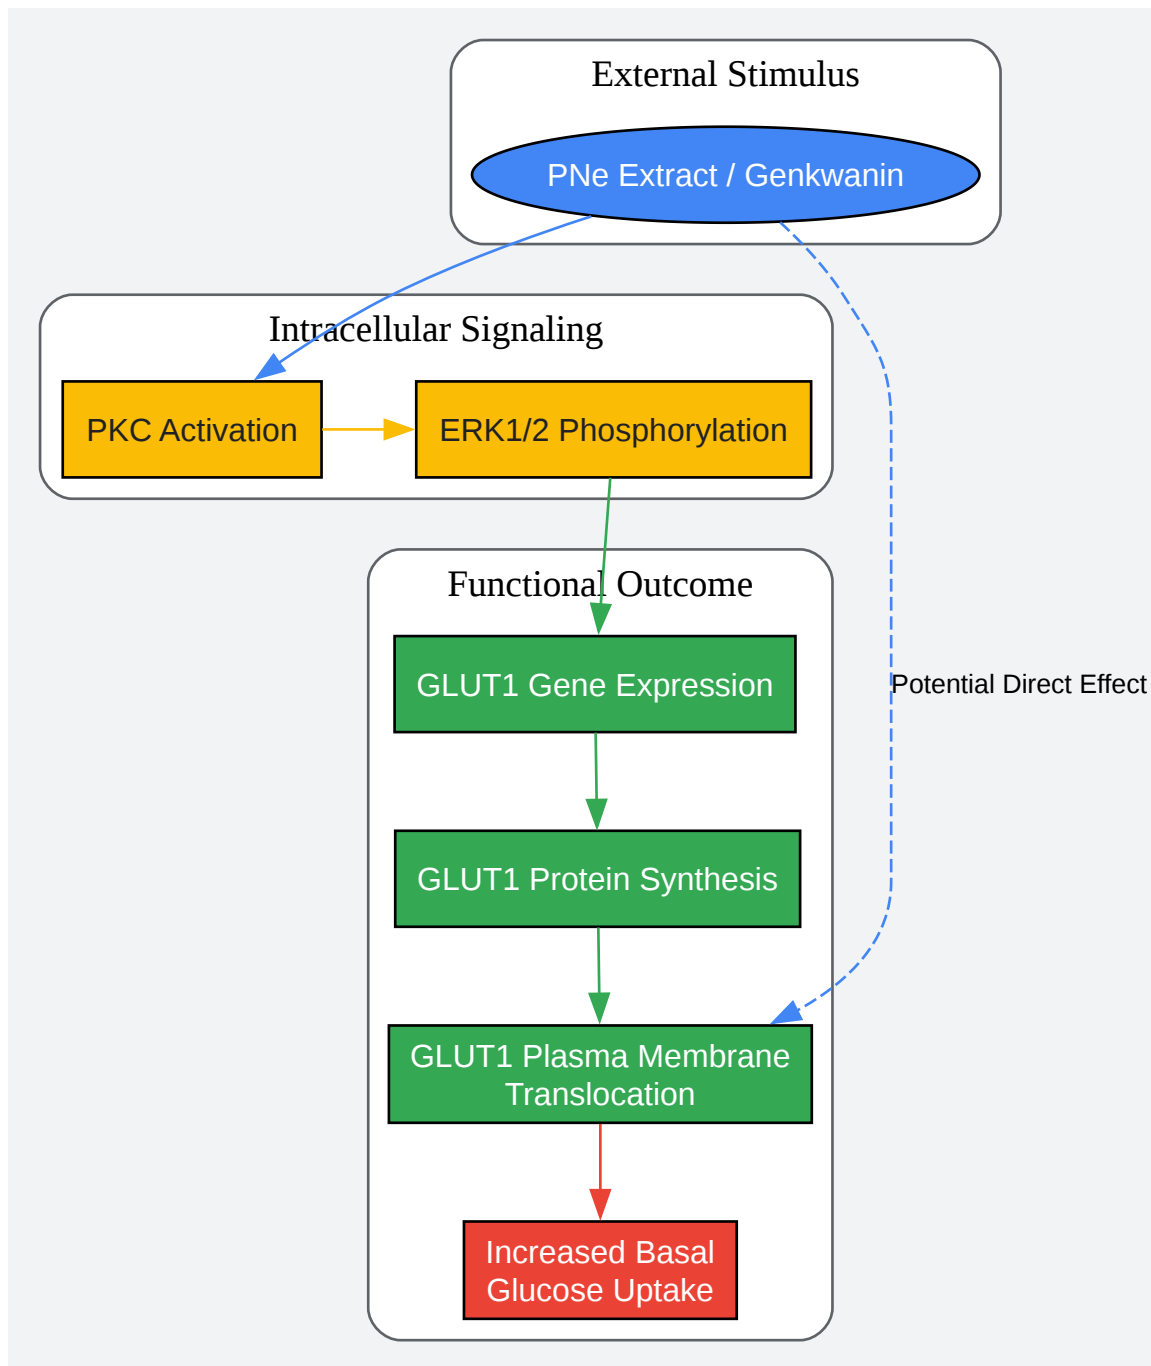 External Stimulus
PNe Extract / Genkwanin
Intracellular Signaling
PKC Activation
ERK1/2 Phosphorylation
Functional Outcome
GLUT1 Gene Expression
Potential Direct Effect
GLUT1 Protein Synthesis
GLUT1 Plasma Membrane
Translocation
Increased Basal
Glucose Uptake